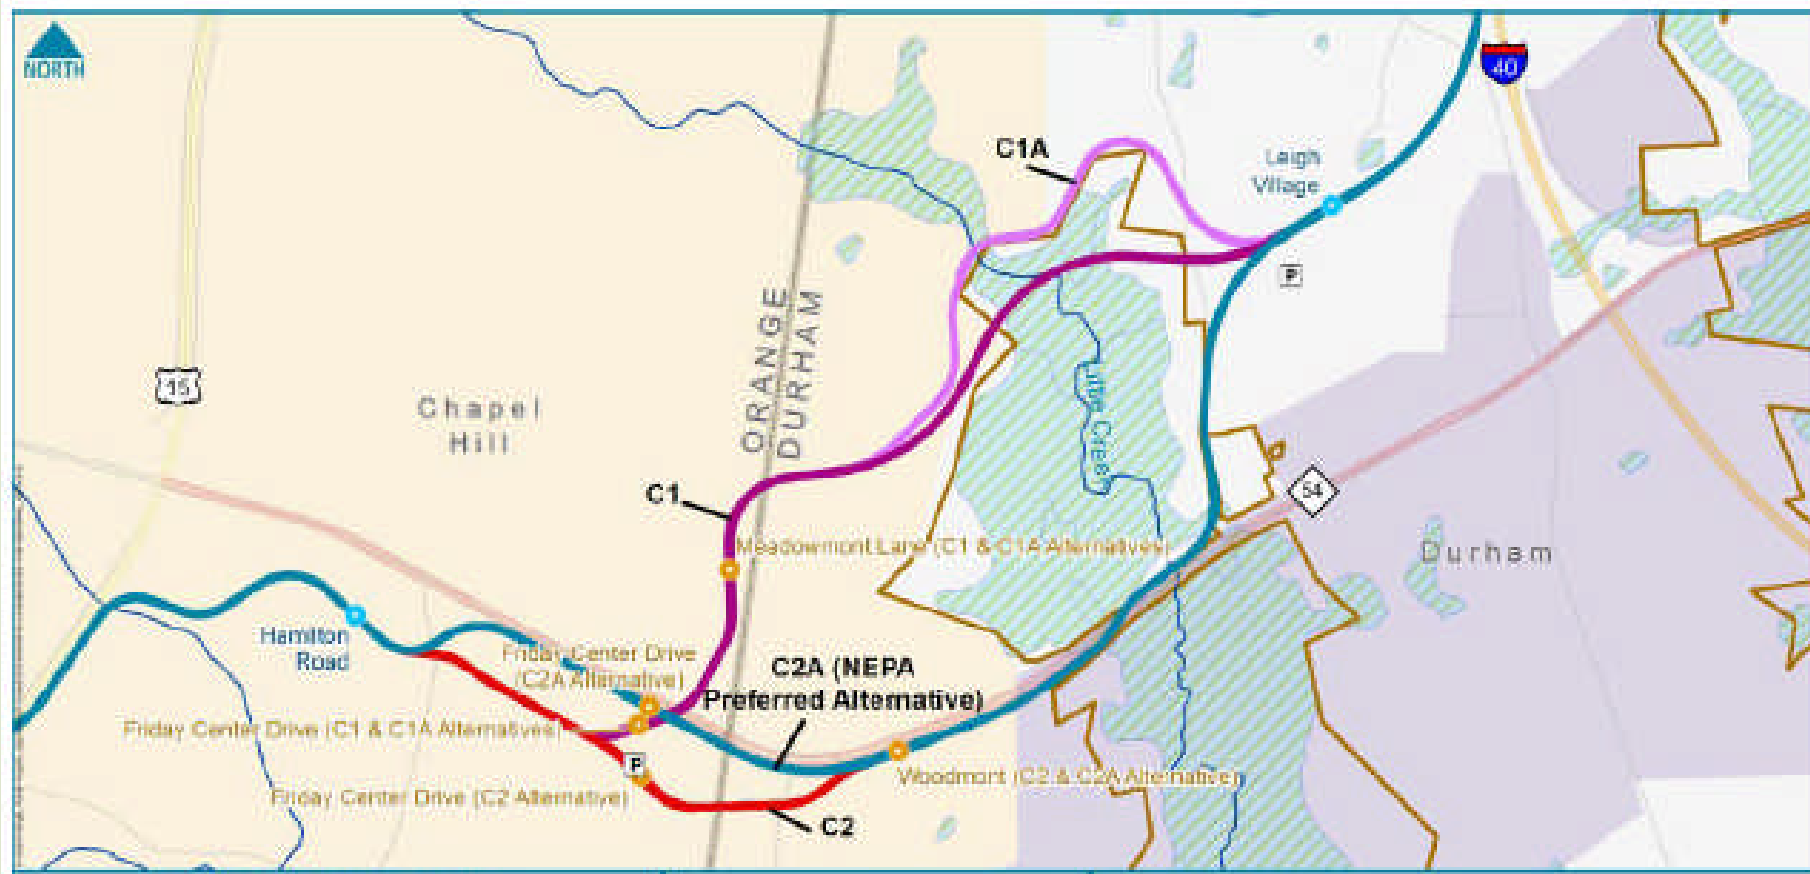 NORTH
40
C1A
Leigh
Village
P
ORANGE
DURHAM
15
Chapel
Hill
C1
54
Meadowmont Lane (C1 & C1A Alternatives)
Durham
Hamilton
Road
Friday Center Drive
(C2A Alternative)
C2A (NEPA
Preferred Alternative)
Friday Center Drive (C1 & C1A Alternatives)
P
Woodmont (C2 & C2A Alternative)
Friday Center Drive (C2 Alternative)
C2